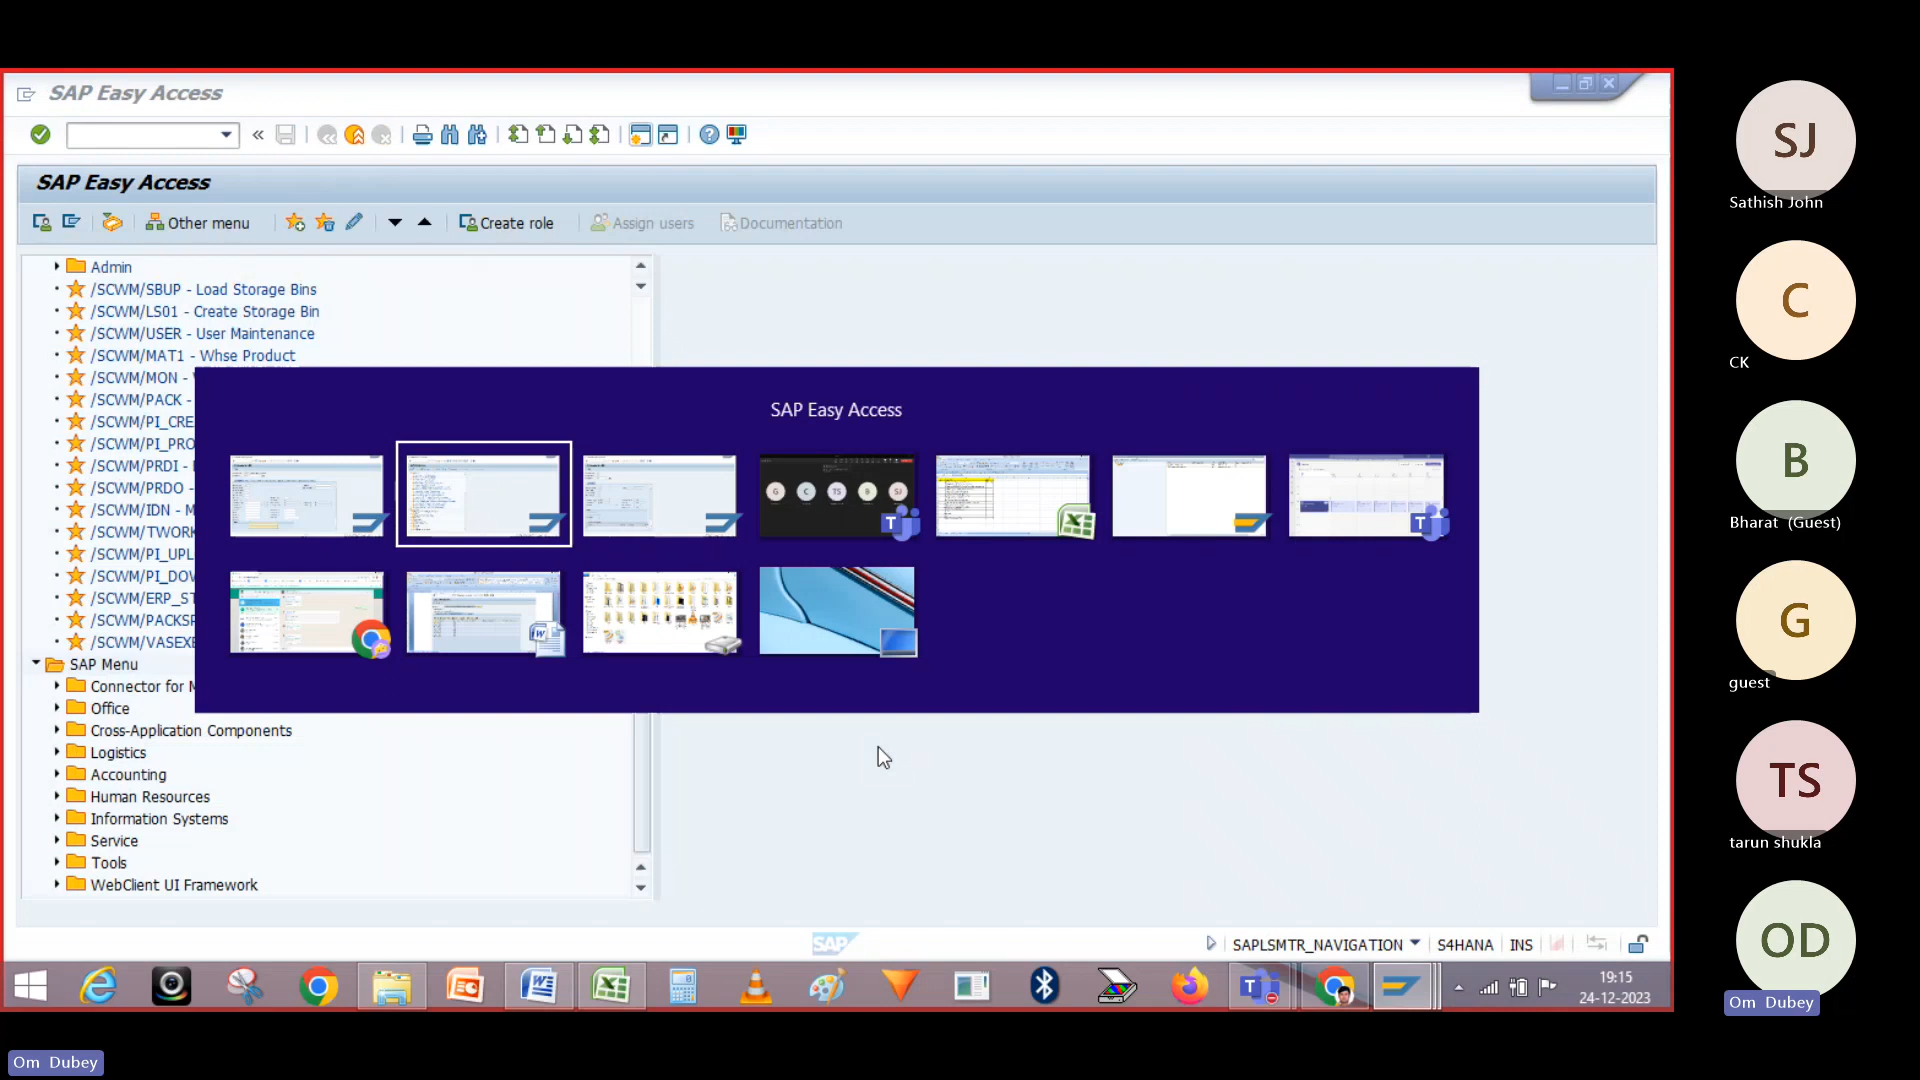 SAP Easy Access
SAP Easy Access
Other menu
Create role
Assign users
Documentation
Admin
/SCWM/SBUP - Load Storage Bins
/SCWM/LS01 - Create Storage Bin
/SCWM/USER - User Maintenance
/SCWM/MAT1 - Whse Product
/SCWM/MON -
/SCWM/PACK -
/SCWM/PI_CRE
/SCWM/PI_PRO
/SCWM/PRDI -
/SCWM/PRDO -
/SCWM/IDN - M
/SCWM/TWORK
/SCWM/PI_UPL
/SCWM/PI_DOV
/SCWM/ERP_ST
/SCWM/PACKSP
/SCWM/VASEXE
SAP Menu
Connector for M
Office
Cross-Application Components
Logistics
Accounting
Human Resources
Information Systems
Service
Tools
WebClient UI Framework
SAP Easy Access
SAP
SAPLSMTR_NAVIGATION
S4HANA
INS
19:15
24-12-2023
SJ
Sathish John
C
CK
B
Bharat (Guest)
G
guest
TS
tarun shukla
OD
Om Dubey
Om Dubey